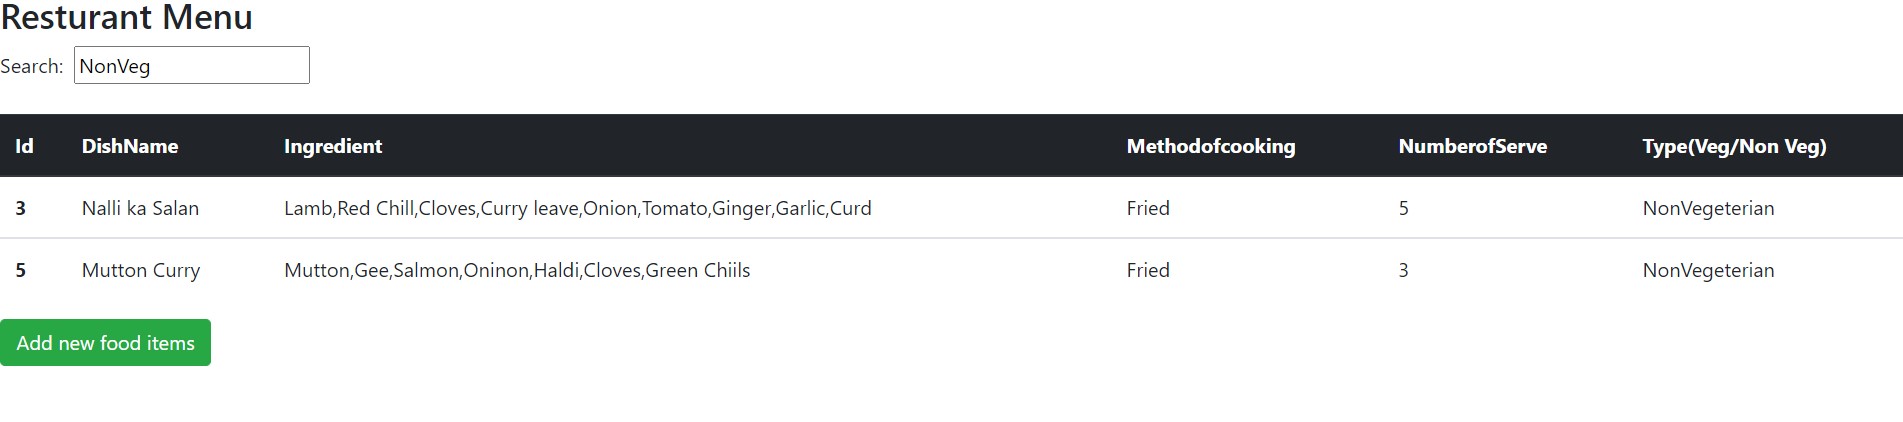 Resturant Menu
Search: NonVeg
Id DishName Ingredient Methodofcooking NumberofServe Type(Veg/Non Veg)
3 Nalli ka Salan Lamb,Red Chill,Cloves,Curry leave,Onion,Tomato,Ginger,Garlic,Curd Fried 5 NonVegeterian
5 Mutton Curry Mutton,Gee,Salmon,Oninon,Haldi,Cloves,Green Chiils Fried 3 NonVegeterian
Add new food items